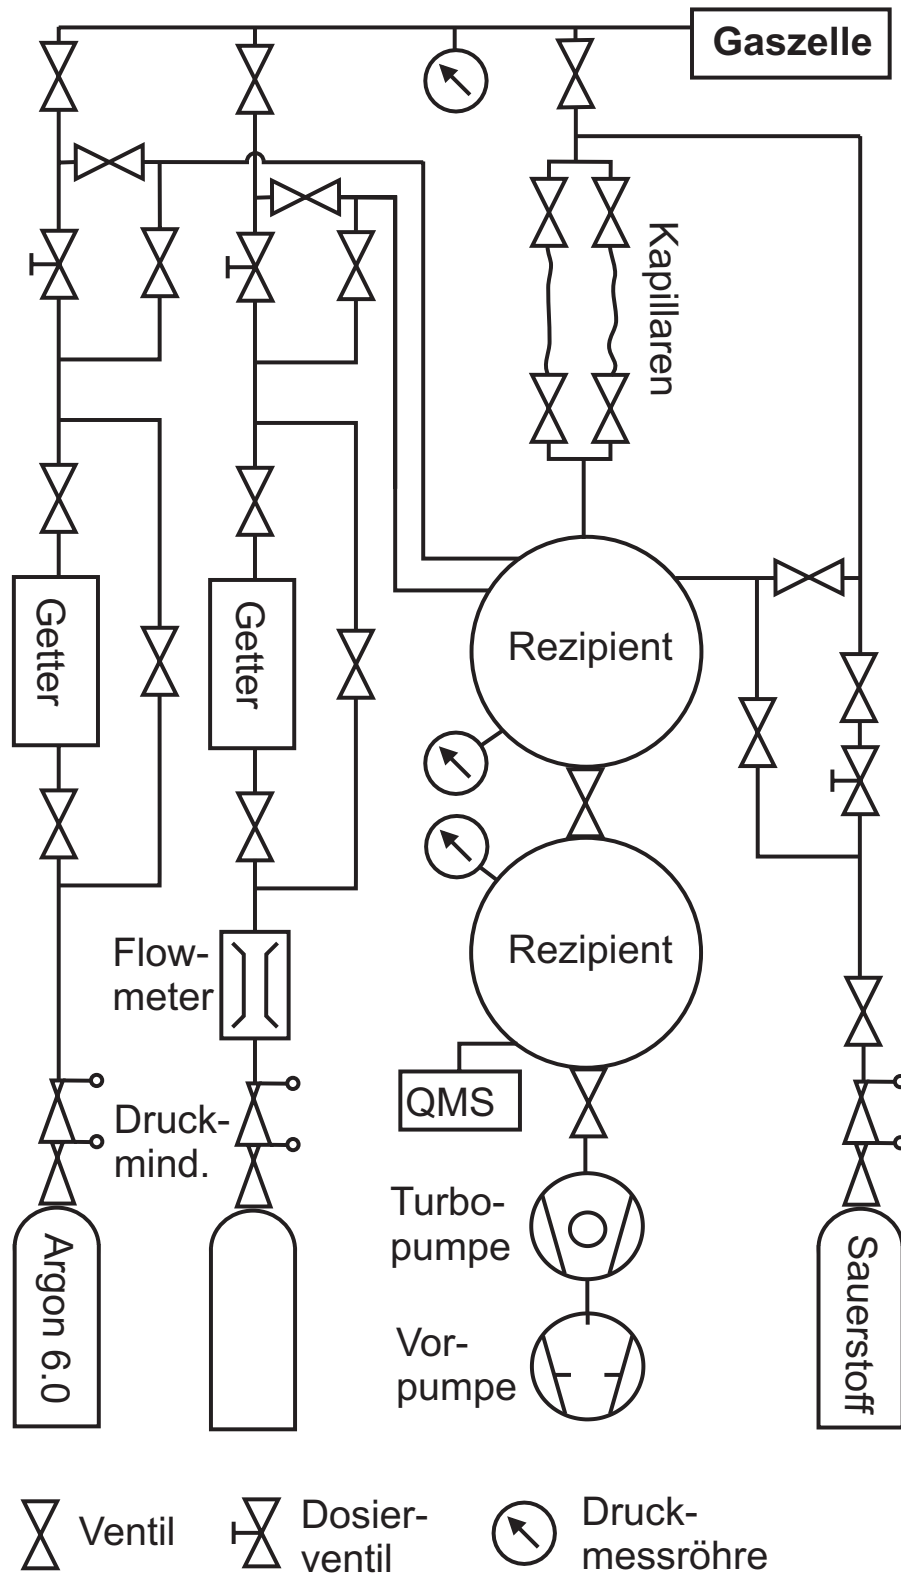 Gaszelle
Kapillaren
Getter
Getter
Rezipient
Rezipient
Flow-
meter
QMS
Druck-
mind.
Turbo-
pumpe
Vor-
pumpe
Argon 6.0
Sauerstoff
Ventil
Dosier-
ventil
Druck-
messröhre